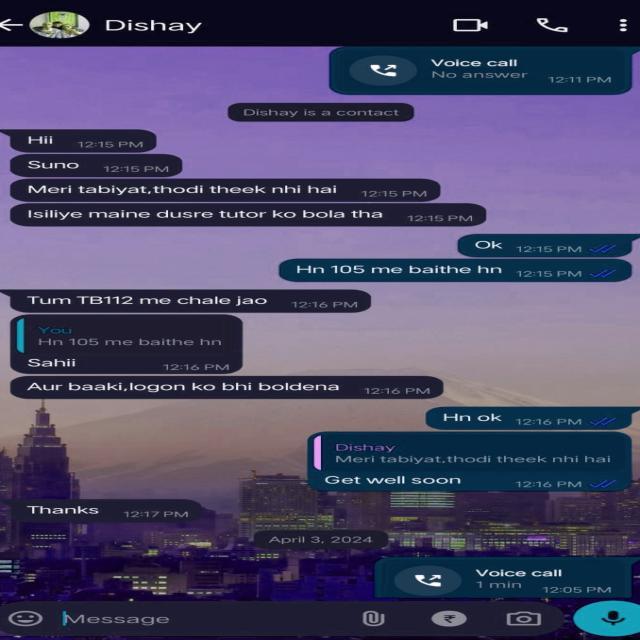 Dishay
Voice call
No answer 12:11 PM
Dishay is a contact
Hii 12:15 PM
Suno 12:15 PM
Meri tabiyat,thodi theek nhi hai 12:15 PM
Isiliye maine dusre tutor ko bola tha 12:15 PM
Ok 12:15 PM
Hn 105 me baithe hn 12:15 PM
Tum TB112 me chale jao 12:16 PM
You
Hn 105 me baithe hn
Sahii 12:16 PM
Aur baaki,logon ko bhi boldena 12:16 PM
Hn ok 12:16 PM
Dishay
Meri tabiyat,thodi theek nhi hai
Get well soon 12:16 PM
Thanks 12:17 PM
April 3, 2024
Voice call
1 min 12:05 PM
Message